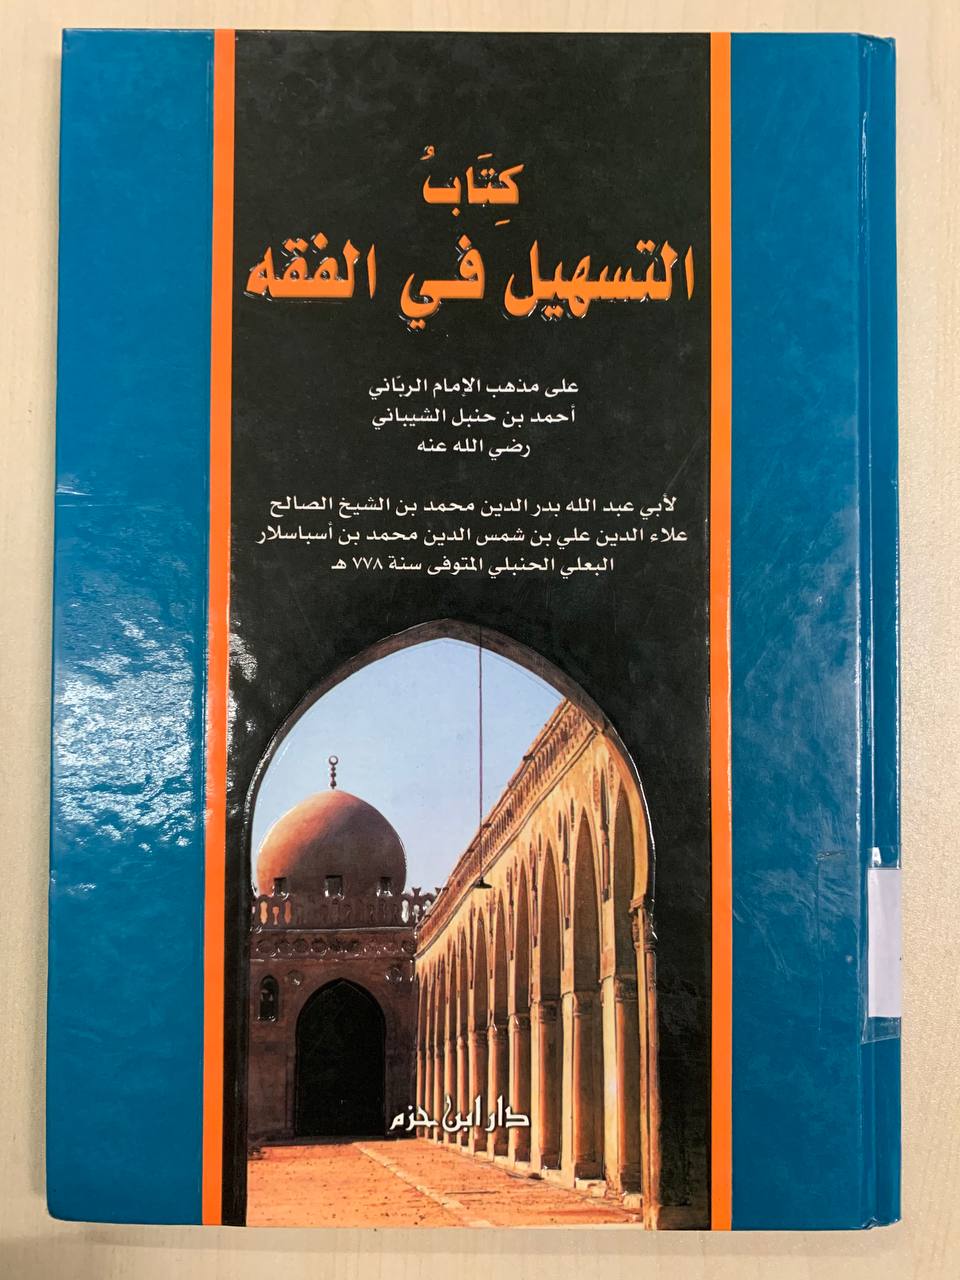 كِتَابُ
التسهيل في الفقه
على مذهب الإمام الربّاني
أحمد بن حنبل الشيباني
رضي الله عنه
لأبي عبد الله بدر الدين محمد بن الشيخ الصالح
علاء الدين علي بن شمس الدين محمد بن أسباسلار
البعلي الحنبلي المتوفى سنة ٧٧٨ هـ
دار ابن حزم